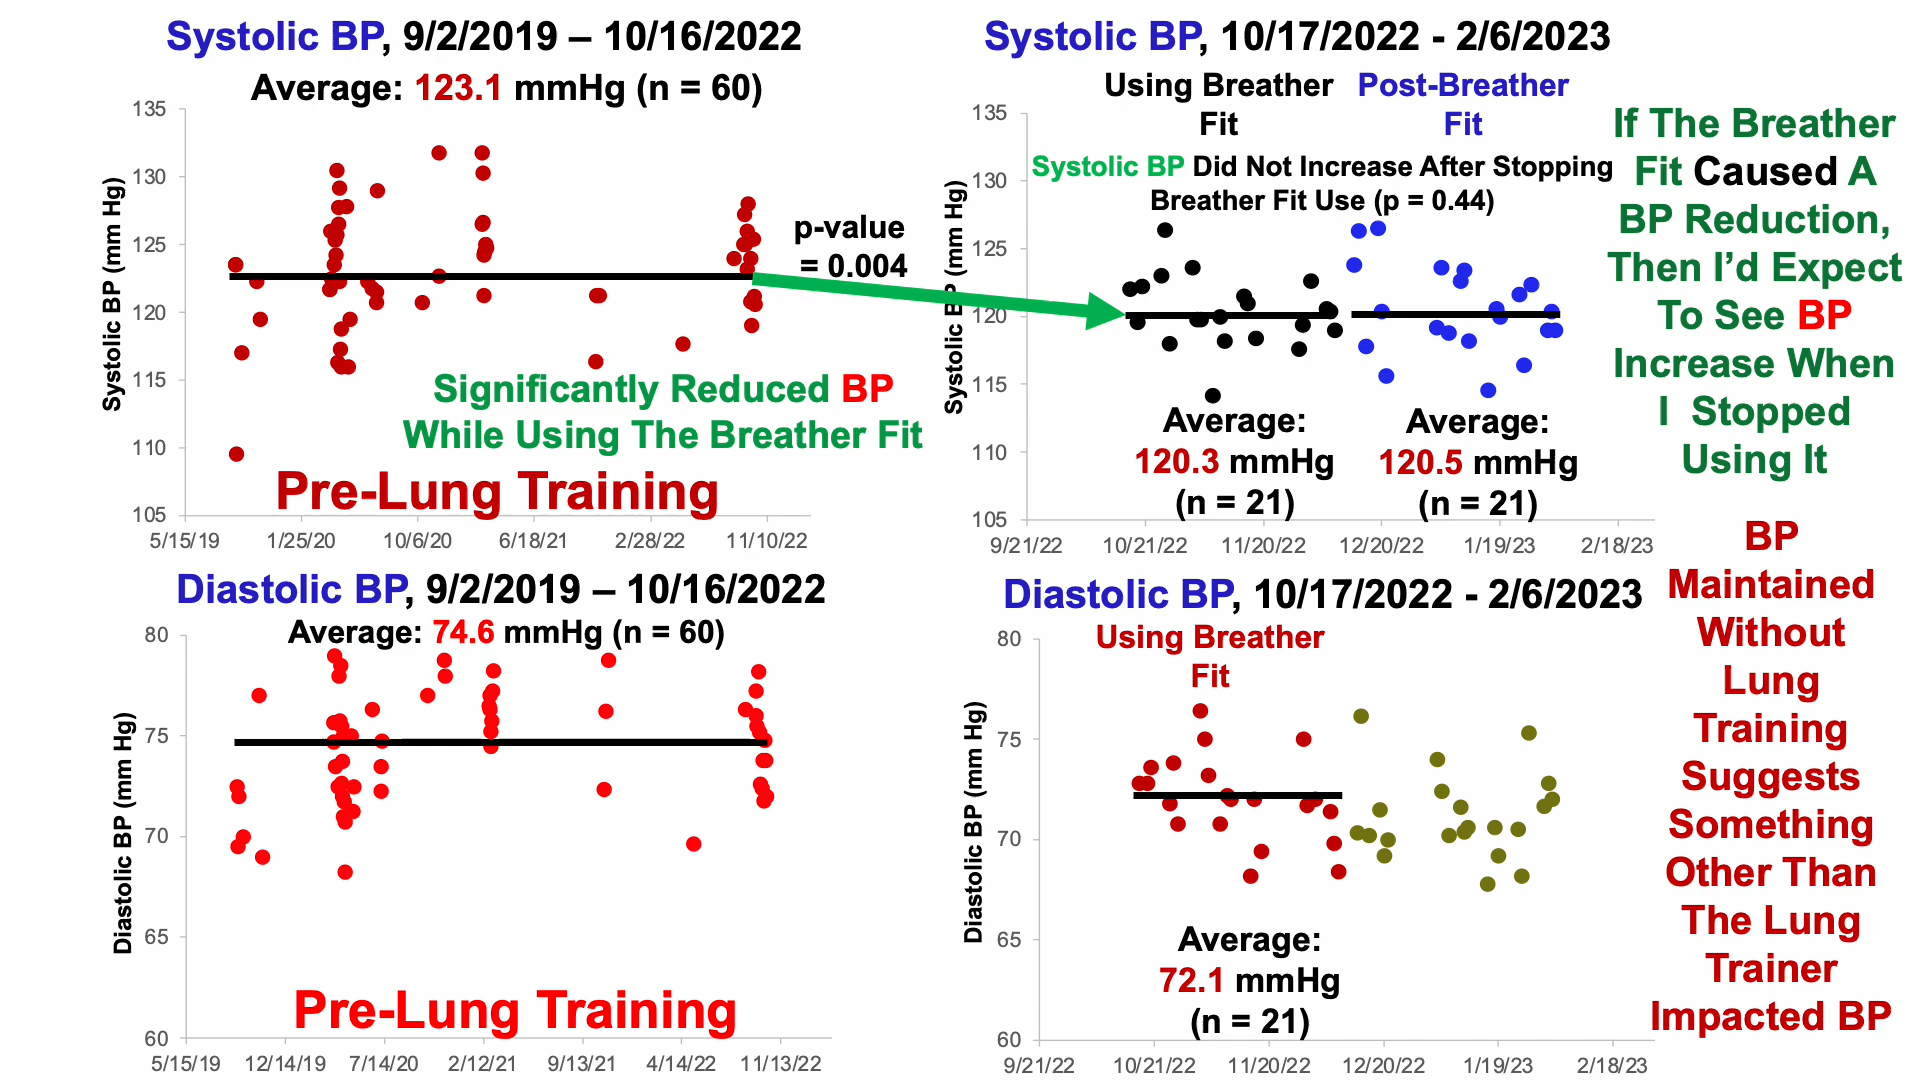 Systolic BP, 9/2/2019 – 10/16/2022
Average: 123.1 mmHg (n = 60)
135
130
125
120
115
110
105
Systolic BP (mm Hg)
p-value
= 0.004
Significantly Reduced BP
While Using The Breather Fit
Pre-Lung Training
5/15/19 1/25/20 10/6/20 6/18/21 2/28/22 11/10/22
Systolic BP, 10/17/2022 - 2/6/2023
Using Breather
Fit
Post-Breather
Fit
Systolic BP Did Not Increase After Stopping
Breather Fit Use (p = 0.44)
135
130
125
120
115
110
105
Systolic BP (mm Hg)
Average:
120.3 mmHg
(n = 21)
Average:
120.5 mmHg
(n = 21)
9/21/22 10/21/22 11/20/22 12/20/22 1/19/23 2/18/23
If The Breather
Fit Caused A
BP Reduction,
Then I'd Expect
To See BP
Increase When
I Stopped
Using It
Diastolic BP, 9/2/2019 – 10/16/2022
Average: 74.6 mmHg (n = 60)
80
75
70
65
60
Diastolic BP (mm Hg)
Pre-Lung Training
5/15/19 12/14/19 7/14/20 2/12/21 9/13/21 4/14/22 11/13/22
Diastolic BP, 10/17/2022 - 2/6/2023
Using Breather
Fit
80
75
70
65
60
Diastolic BP (mm Hg)
Average:
72.1 mmHg
(n = 21)
9/21/22 10/21/22 11/20/22 12/20/22 1/19/23 2/18/23
BP
Maintained
Without
Lung
Training
Suggests
Something
Other Than
The Lung
Trainer
Impacted BP